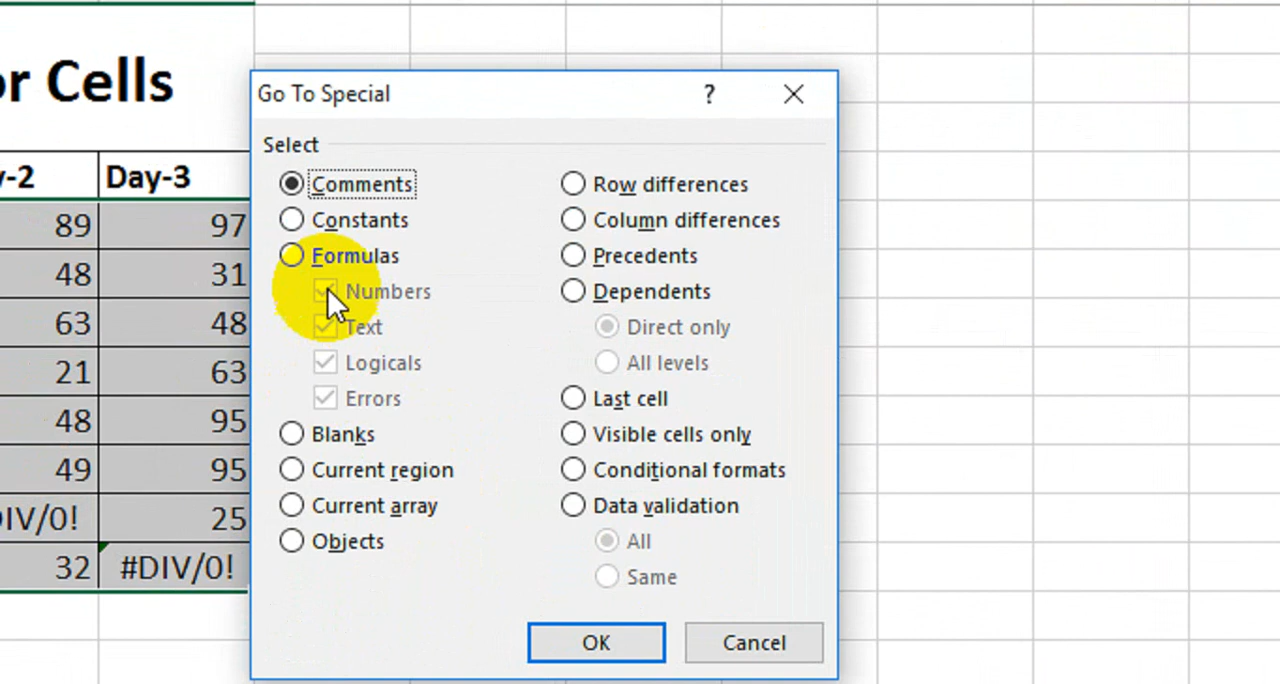 or Cells
y-2 Day-3
89 97
48 31
63 48
21 63
48 95
49 95
DIV/0! 25
32 #DIV/0!
Go To Special ?
Select
Comments
Constants
Formulas
Numbers
Text
Logicals
Errors
Blanks
Current region
Current array
Objects
Row differences
Column differences
Precedents
Dependents
Direct only
All levels
Last cell
Visible cells only
Conditional formats
Data validation
All
Same
OK Cancel